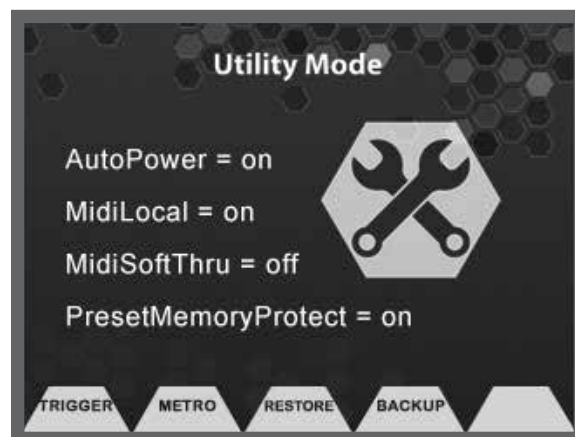 Utility Mode
AutoPower = on
MidiLocal = on
MidiSoftThru = off
PresetMemoryProtect = on
TRIGGER METRO RESTORE BACKUP